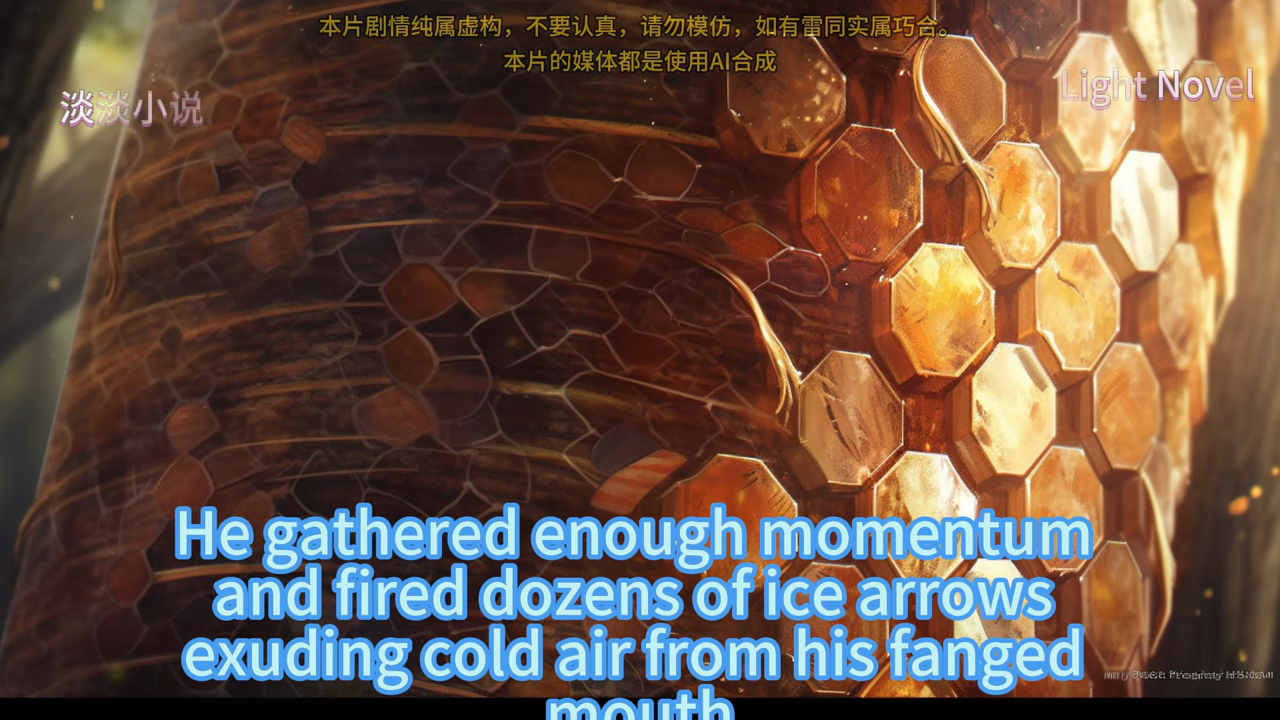 本片剧情纯属虚构，不要认真，请勿模仿，如有雷同实属巧合。
本片的媒体都是使用AI合成
淡淡小说
Light Novel
He gathered enough momentum
and fired dozens of ice arrows
exuding cold air from his fanged
mouth